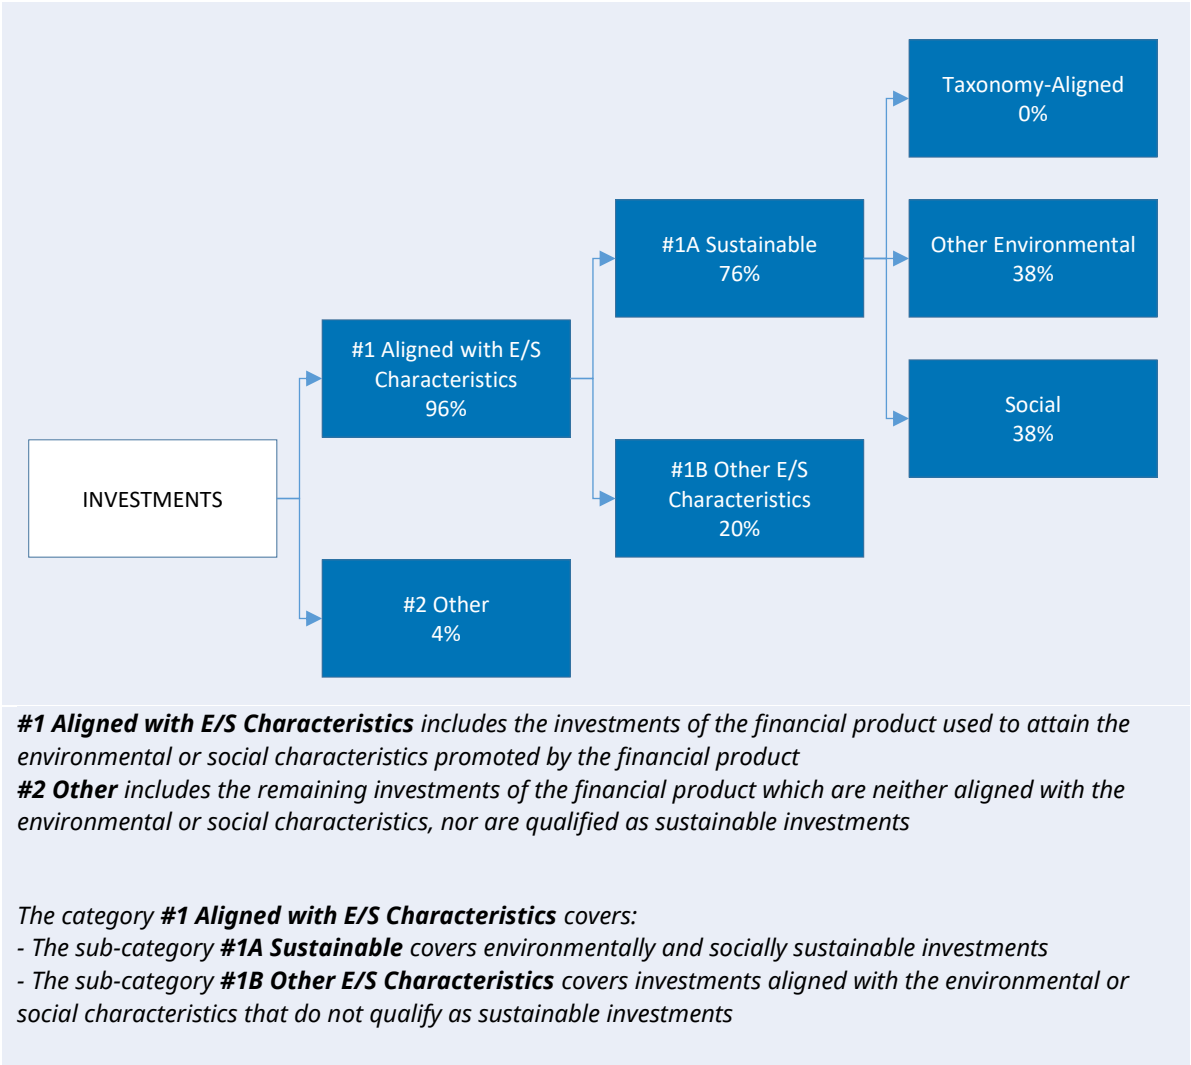 Taxonomy-Aligned
0%
#1A Sustainable
76%
Other Environmental
38%
#1 Aligned with E/S
Characteristics
96%
Social
38%
INVESTMENTS
#1B Other E/S
Characteristics
20%
#2 Other
4%
#1 Aligned with E/S Characteristics includes the investments of the financial product used to attain the
environmental or social characteristics promoted by the financial product
#2 Other includes the remaining investments of the financial product which are neither aligned with the
environmental or social characteristics, nor are qualified as sustainable investments
The category #1 Aligned with E/S Characteristics covers:
- The sub-category #1A Sustainable covers environmentally and socially sustainable investments
- The sub-category #1B Other E/S Characteristics covers investments aligned with the environmental or
social characteristics that do not qualify as sustainable investments